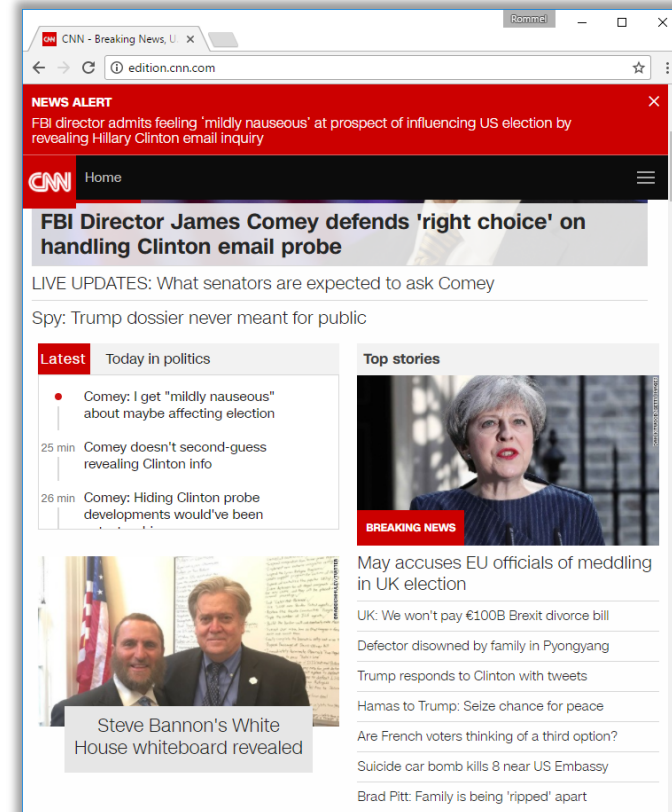 Rommel
CNN - Breaking News, U
edition.cnn.com
NEWS ALERT
FBI director admits feeling 'mildly nauseous' at prospect of influencing US election by
revealing Hillary Clinton email inquiry
CNN
Home
FBI Director James Comey defends 'right choice' on
handling Clinton email probe
LIVE UPDATES: What senators are expected to ask Comey
Spy: Trump dossier never meant for public
Latest
Today in politics
Comey: I get "mildly nauseous"
about maybe affecting election
25 min
Comey doesn't second-guess
revealing Clinton info
26 min
Comey: Hiding Clinton probe
developments would've been
Steve Bannon's White
House whiteboard revealed
Top stories
BREAKING NEWS
May accuses EU officials of meddling
in UK election
UK: We won't pay €100B Brexit divorce bill
Defector disowned by family in Pyongyang
Trump responds to Clinton with tweets
Hamas to Trump: Seize chance for peace
Are French voters thinking of a third option?
Suicide car bomb kills 8 near US Embassy
Brad Pitt: Family is being 'ripped' apart